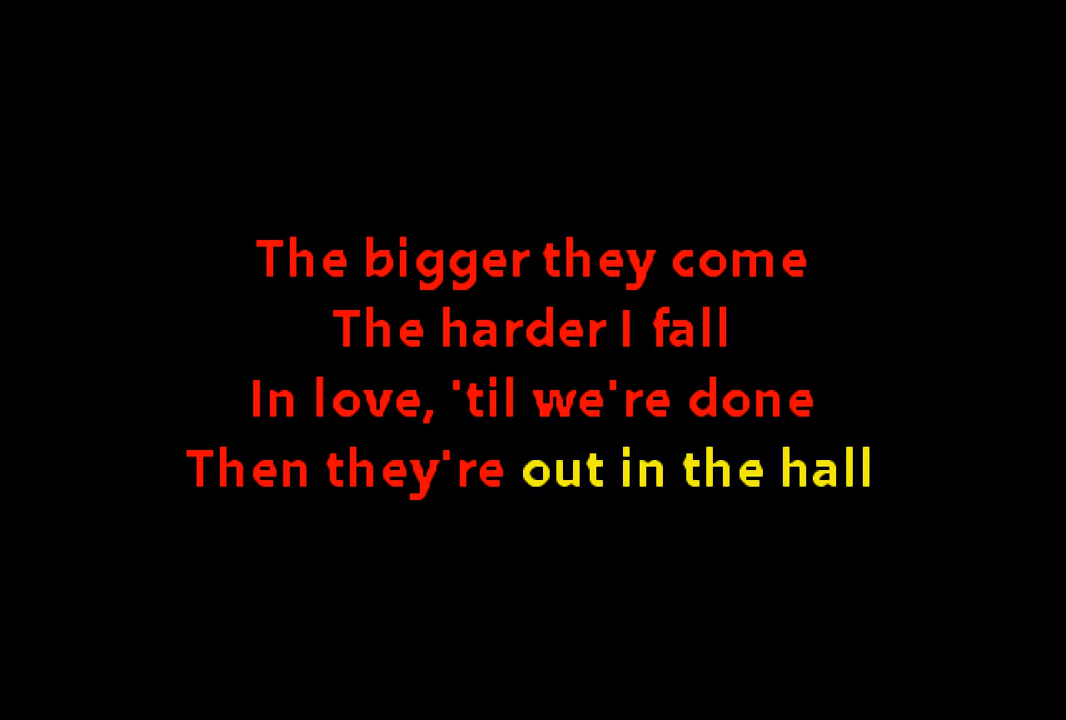 The bigger they come
The harder I fall
In love, 'til we're done
Then they're out in the hall